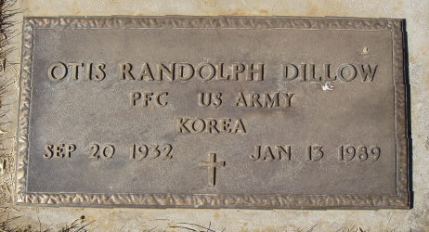 OTIS RANDOLPH DILLOW
PFC US ARMY
KOREA
SEP 20 1932 JAN 13 1989